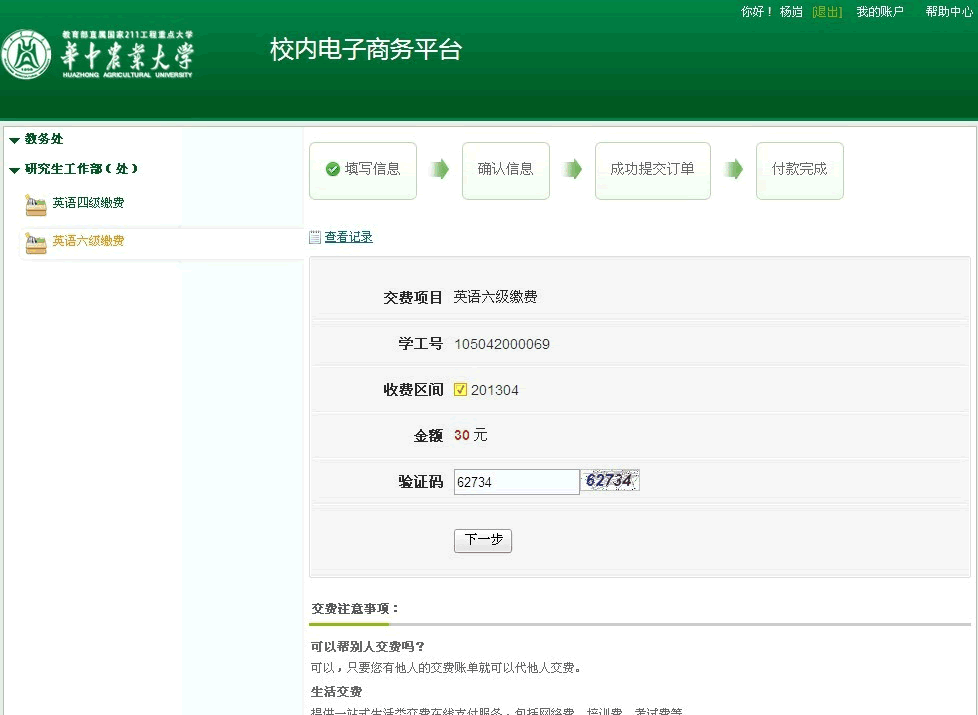 你好！ 杨岿 [退出] 我的账户 帮助中心
教育部直属国家211工程重点大学
华中农业大学
HUAZHONG AGRICULTURAL UNIVERSITY
校内电子商务平台
教务处
研究生工作部（处）
英语四级缴费
英语六级缴费
填写信息
确认信息
成功提交订单
付款完成
查看记录
交费项目 英语六级缴费
学工号 105042000069
收费区间 201304
金额 30 元
验证码 62734 62734
下一步
交费注意事项：
可以帮别人交费吗？
可以，只要您有他人的交费账单就可以代他人交费。
生活交费
提供一站式生活类交费在线支付服务，包括网络费、培训费、考试费等